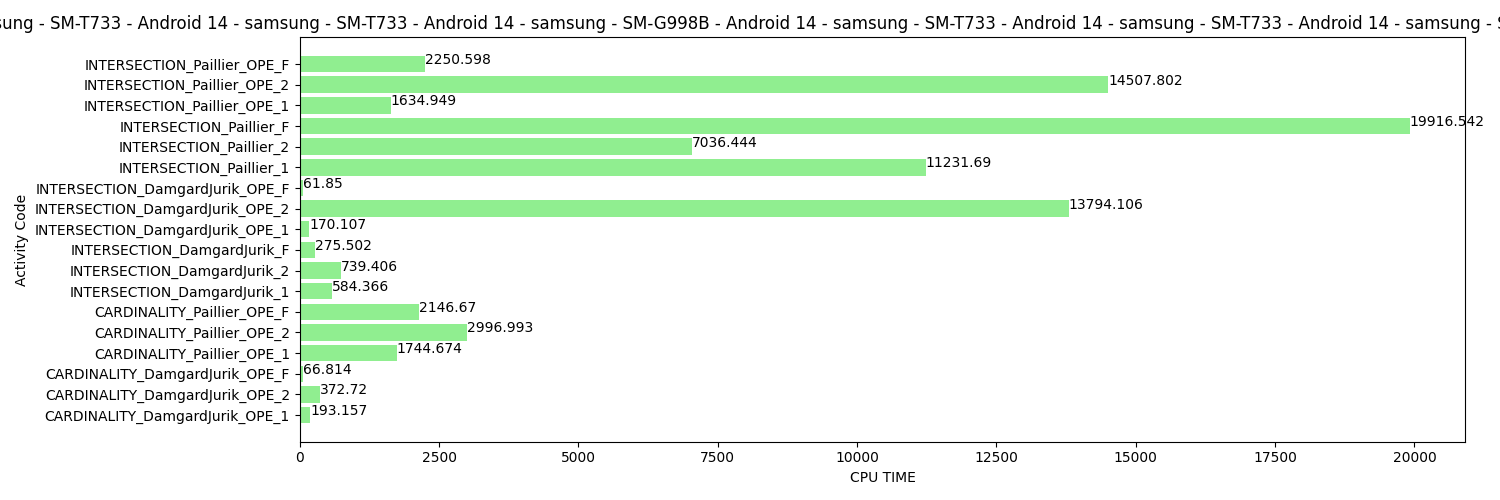 - SM-T733 - Android 14 - samsung - SM-T733 - Android 14 - samsung - SM-G998B - Android 14 - samsung - SM-T733 - Android 14 - samsung - SM-T733 - Android 14 - samsung -
INTERSECTION_Paillier_OPE_F 2250.598
INTERSECTION_Paillier_OPE_2 14507.802
INTERSECTION_Paillier_OPE_1 1634.949
INTERSECTION_Paillier_F 19916.542
INTERSECTION_Paillier_2 7036.444
INTERSECTION_Paillier_1 11231.69
INTERSECTION_DamgardJurik_OPE_F 61.85
INTERSECTION_DamgardJurik_OPE_2 13794.106
INTERSECTION_DamgardJurik_OPE_1 170.107
INTERSECTION_DamgardJurik_F 275.502
INTERSECTION_DamgardJurik_2 739.406
INTERSECTION_DamgardJurik_1 584.366
CARDINALITY_Paillier_OPE_F 2146.67
CARDINALITY_Paillier_OPE_2 2996.993
CARDINALITY_Paillier_OPE_1 1744.674
CARDINALITY_DamgardJurik_OPE_F 66.814
CARDINALITY_DamgardJurik_OPE_2 372.72
CARDINALITY_DamgardJurik_OPE_1 193.157
Activity Code
0 2500 5000 7500 10000 12500 15000 17500 20000
CPU TIME